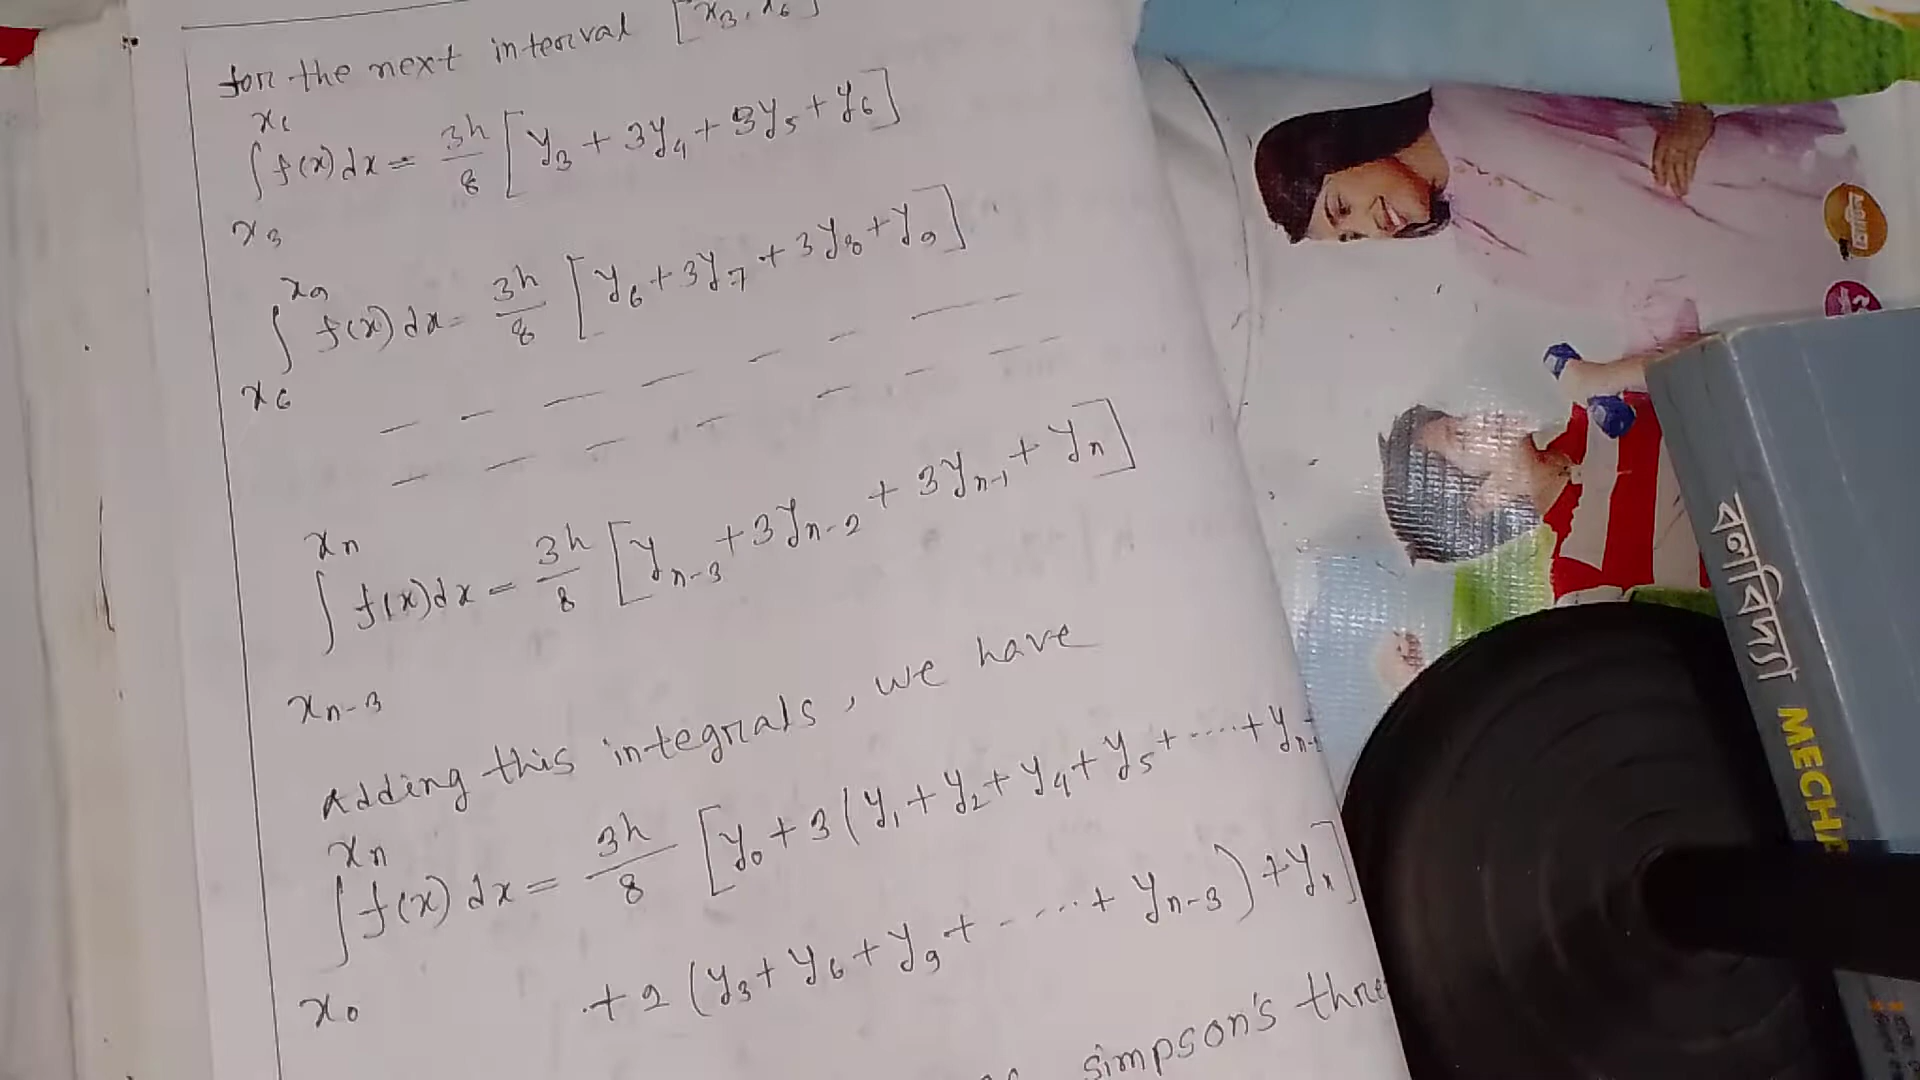 for the next interval [x3, x6]
x6
∫ f(x) dx = 3h/8 [y3 + 3y4 + 3y5 + y6]
x3
x9
∫ f(x) dx = 3h/8 [y6 + 3y7 + 3y8 + y9]
x6
xn
∫ f(x) dx = 3h/8 [yn-3 + 3yn-2 + 3yn-1 + yn]
xn-3
Adding this integrals, we have
xn
∫ f(x) dx = 3h/8 [y0 + 3(y1 + y2 + y4 + y5 + ..... + yn-
x0
+ 2 (y3 + y6 + y9 + ..... + yn-3) + yn]
simpson's
বলবিদ্যা MECH